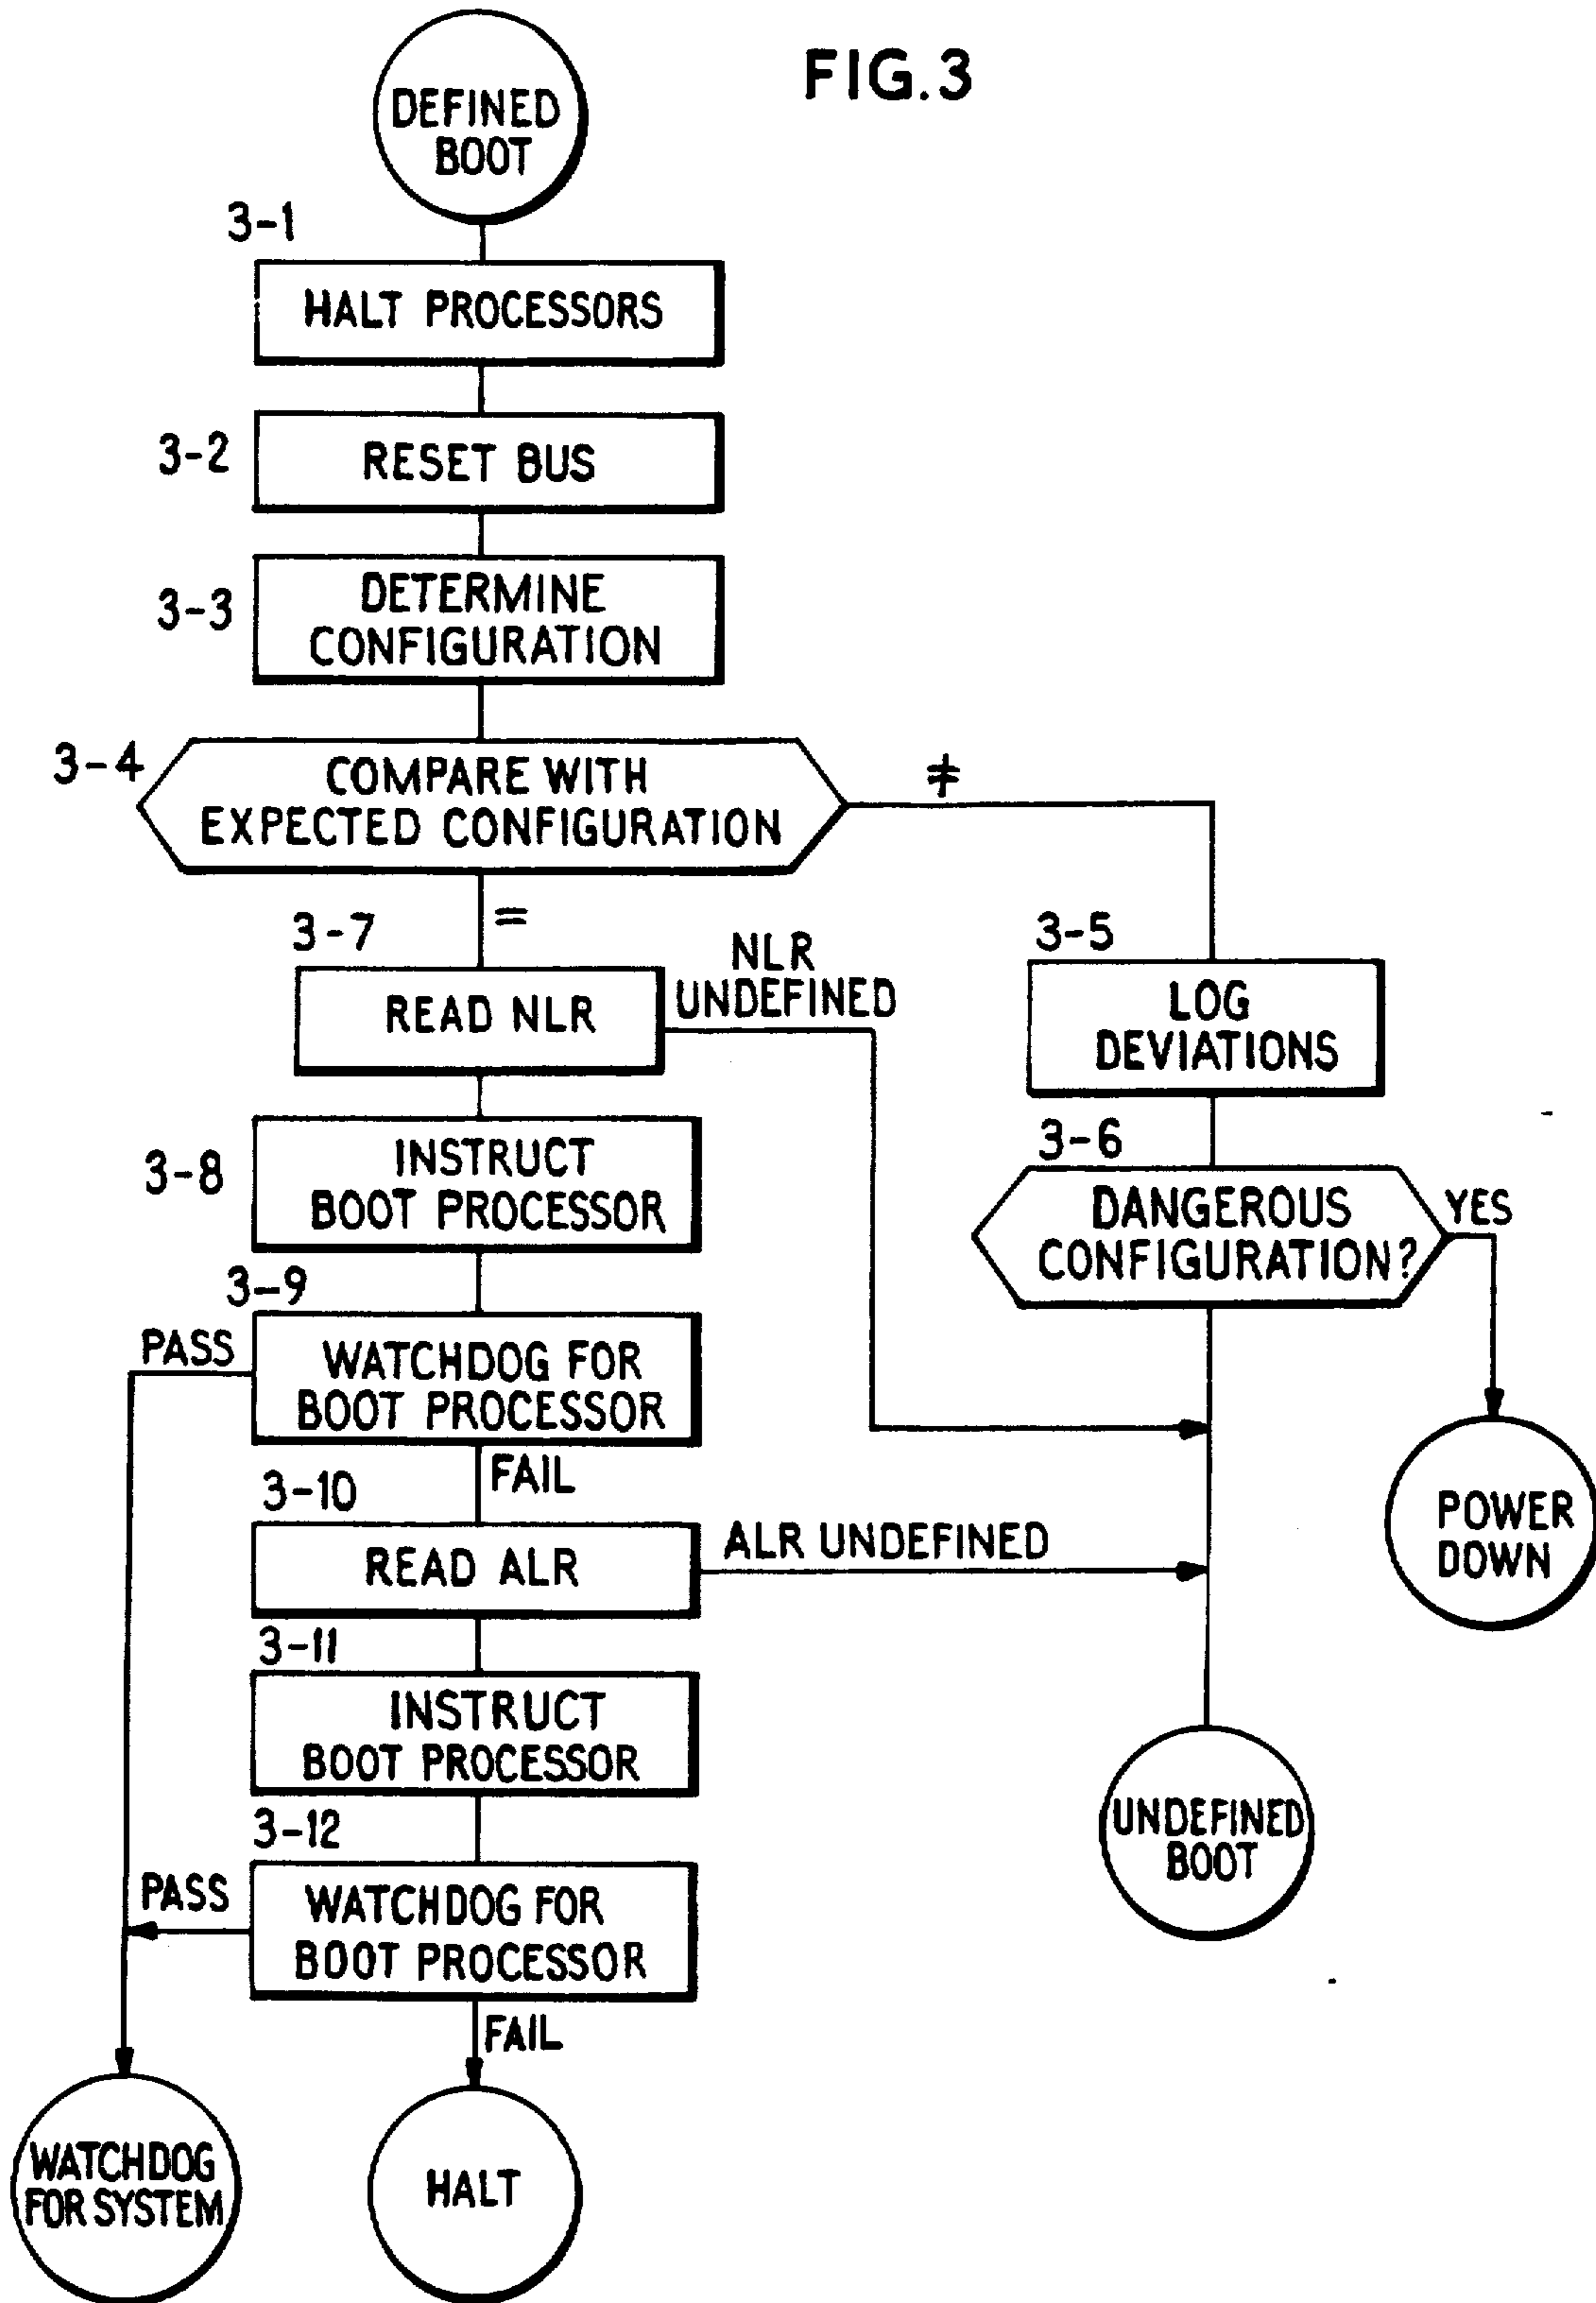 FIG. 3
DEFINED
BOOT
3-1
HALT PROCESSORS
3-2
RESET BUS
3-3
DETERMINE
CONFIGURATION
3-4
COMPARE WITH
EXPECTED CONFIGURATION
≠
=
3-7
READ NLR
NLR
UNDEFINED
3-5
LOG
DEVIATIONS
3-6
DANGEROUS
CONFIGURATION?
YES
POWER
DOWN
3-8
INSTRUCT
BOOT PROCESSOR
3-9
PASS
WATCHDOG FOR
BOOT PROCESSOR
FAIL
3-10
READ ALR
ALR UNDEFINED
3-11
INSTRUCT
BOOT PROCESSOR
UNDEFINED
BOOT
3-12
PASS
WATCHDOG FOR
BOOT PROCESSOR
FAIL
WATCHDOG
FOR SYSTEM
HALT